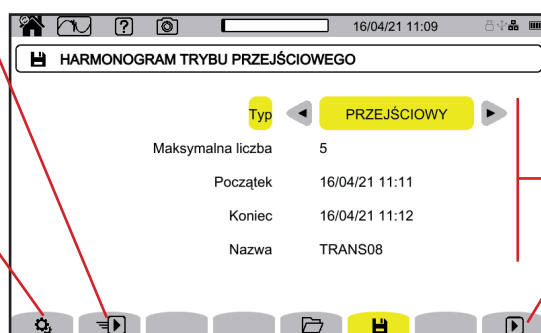 ? 16/04/21 11:09
HARMONOGRAM TRYBU PRZEJŚCIOWEGO
Typ PRZEJŚCIOWY
Maksymalna liczba 5
Początek 16/04/21 11:11
Koniec 16/04/21 11:12
Nazwa TRANS08